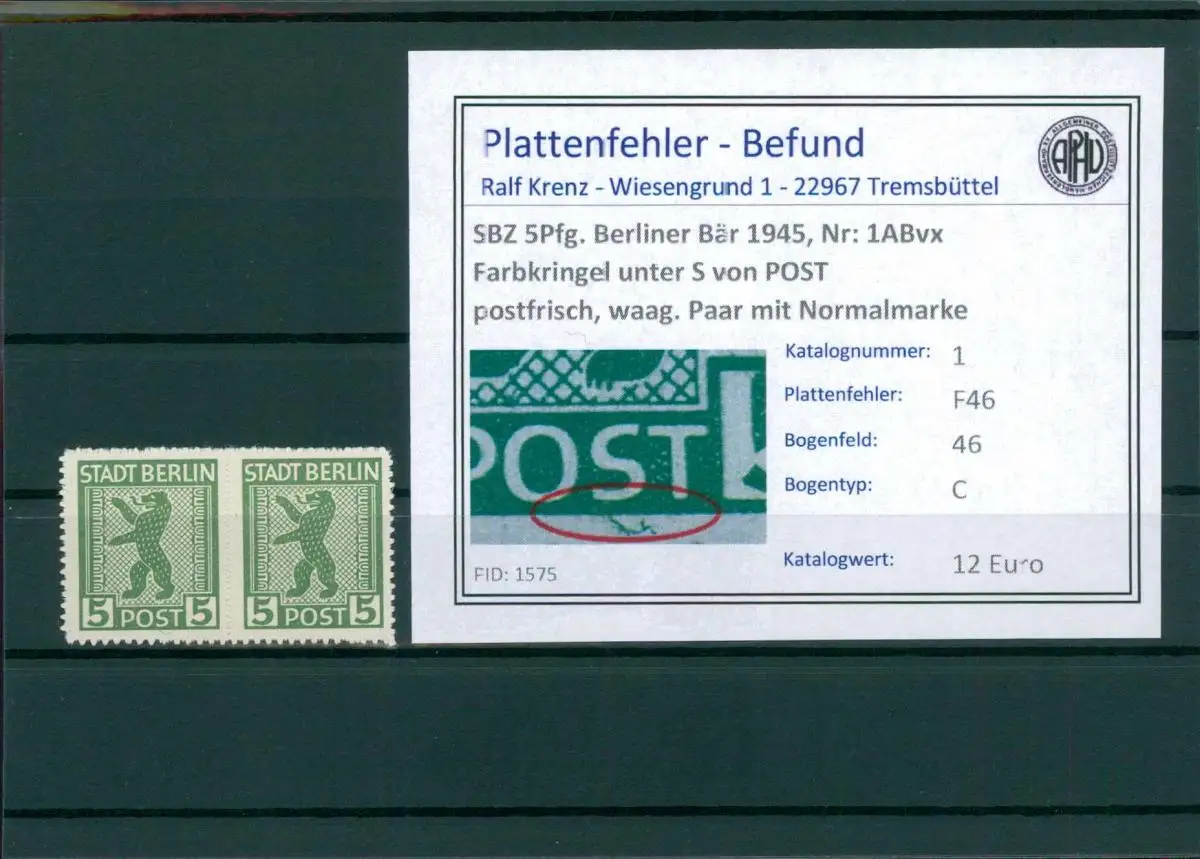 STADT BERLIN STADT BERLIN
5 POST 5 5 POST 5
Plattenfehler - Befund
Ralf Krenz - Wiesengrund 1 - 22967 Tremsbüttel
APHV
SBZ 5Pfg. Berliner Bär 1945, Nr: 1ABvx
Farbkringel unter S von POST
postfrisch, waag. Paar mit Normalmarke
POST
Katalognummer: 1
Plattenfehler: F46
Bogenfeld: 46
Bogentyp: C
Katalogwert: 12 Euro
FID: 1575